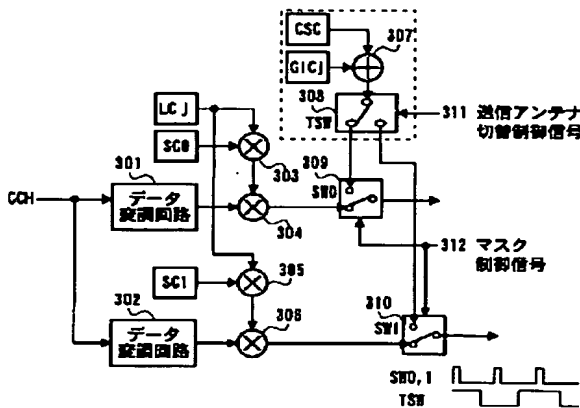 CSC
307
GICj
308
TSW
311 送信アンテナ
切替制御信号
LCJ
SC0
303
309
SW0
301
CCH
データ
変調回路
304
312 マスク
制御信号
305
SC1
302
データ
変調回路
306
310
SW1
SW0,1
TSW